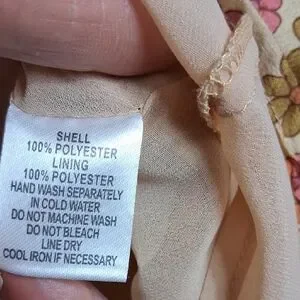 SHELL
100% POLYESTER
LINING
100% POLYESTER
HAND WASH SEPARATELY
IN COLD WATER
DO NOT MACHINE WASH
DO NOT BLEACH
LINE DRY
COOL IRON IF NECESSARY